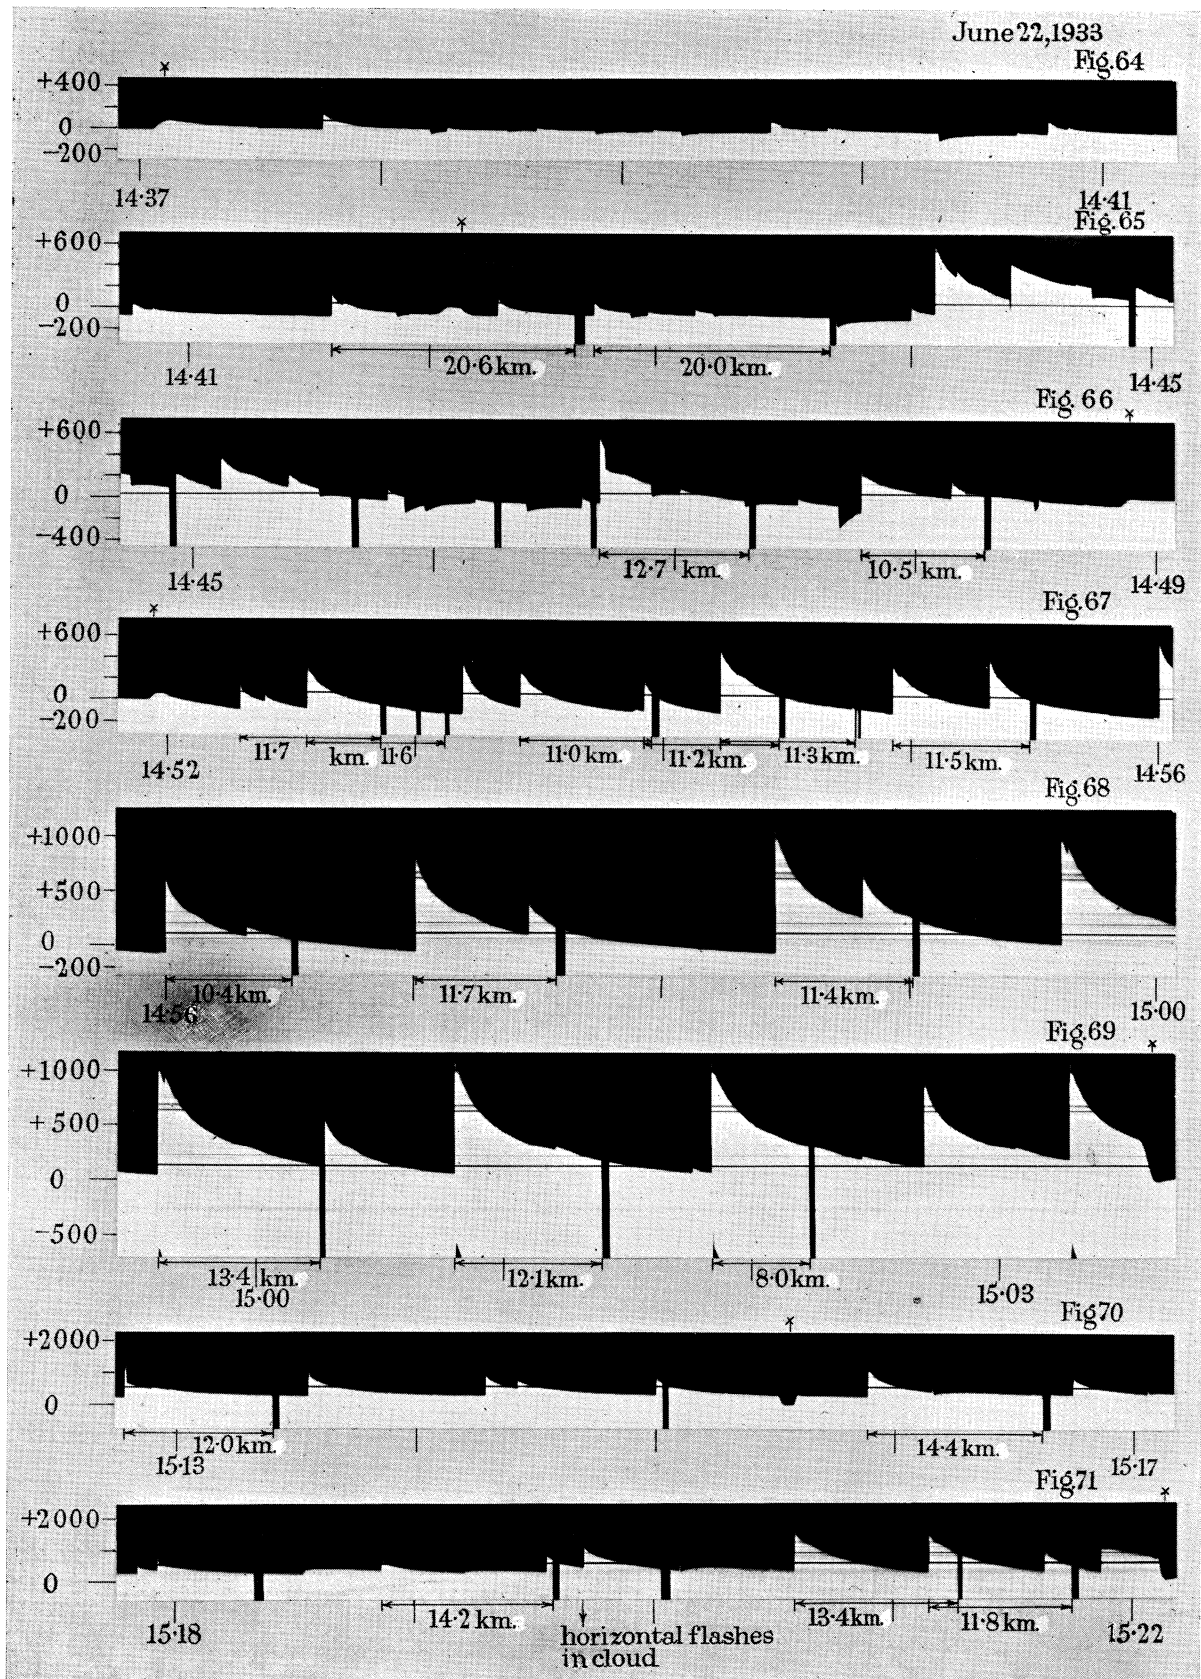 June 22, 1933
Fig. 64
+400
0
−200
14·37
14·41
Fig. 65
+600
0
−200
20·6 km.
20·0 km.
14·41
14·45
Fig. 66
+600
0
−400
12·7 km.
10·5 km.
14·45
14·49
Fig. 67
+600
0
−200
11·7 km. 11·6
11·0 km.
11·2 km.
11·3 km.
11·5 km.
14·52
14·56
Fig. 68
+1000
+500
0
−200
10·4 km.
11·7 km.
11·4 km.
14·56
15·00
Fig. 69
+1000
+500
0
−500
13·4 km.
12·1 km.
8·0 km.
15·00
15·03
Fig 70
+2000
0
12·0 km.
14·4 km.
15·13
15·17
Fig. 71
+2000
0
14·2 km.
13·4 km.
11·8 km.
15·18
horizontal flashes
in cloud
15·22